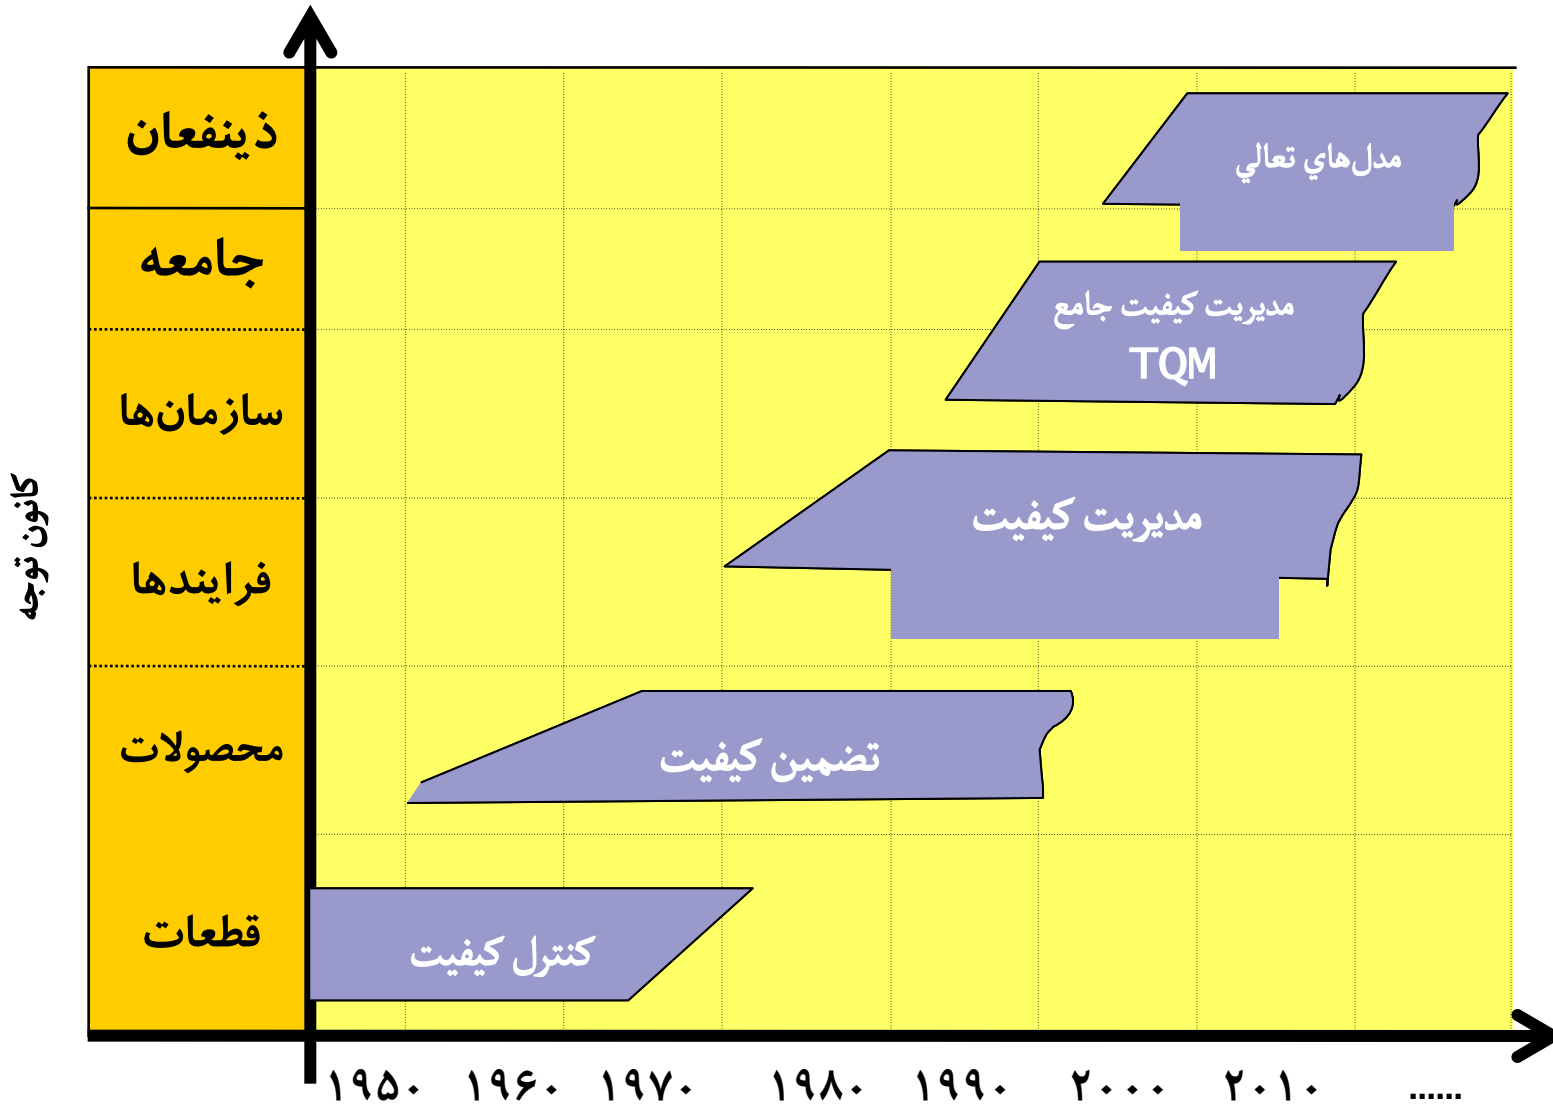 ذینفعان
مدل‌هاي تعالي
جامعه
مدیریت کیفیت جامع
TQM
سازمان‌ها
مدیریت کیفیت
فرایندها
محصولات
تضمین کیفیت
قطعات
کنترل کیفیت
کانون توجه
۱۹۵۰ ۱۹۶۰ ۱۹۷۰ ۱۹۸۰ ۱۹۹۰ ۲۰۰۰ ۲۰۱۰ ......